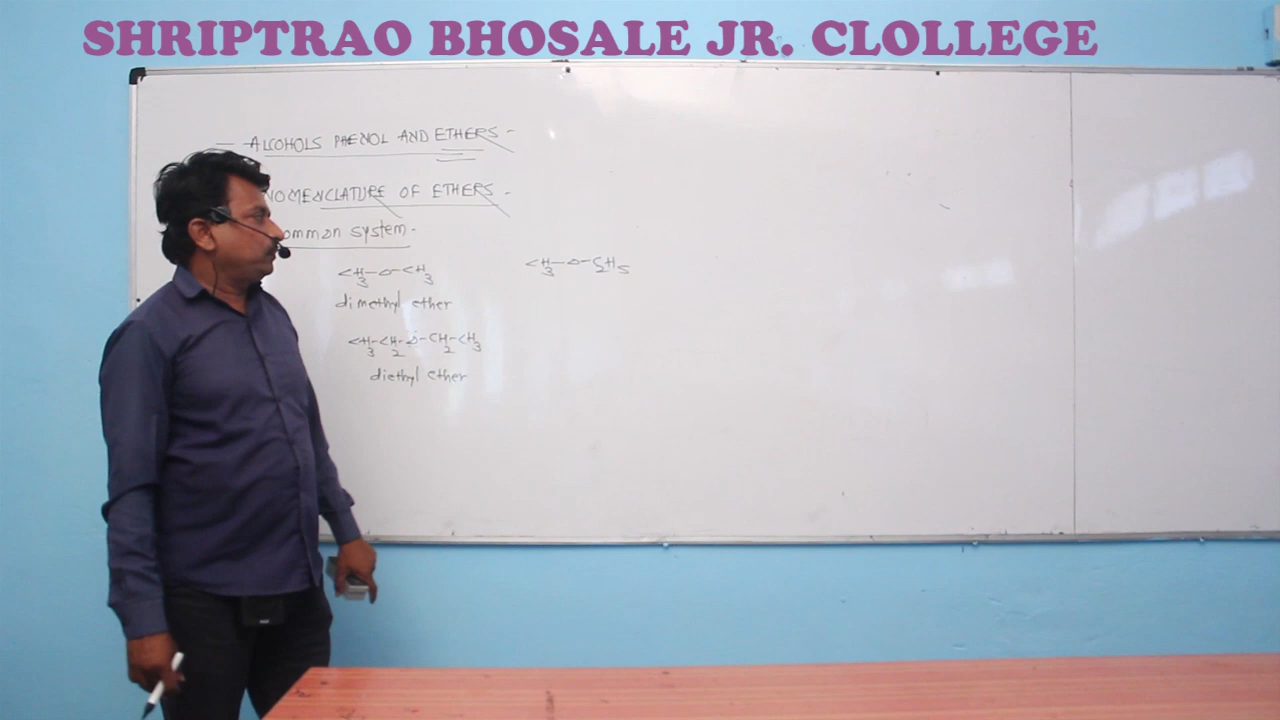 SHRIPTRAO BHOSALE JR. CLOLLEGE
— ALCOHOLS PHENOL AND ETHERS -
NOMENCLATURE OF ETHERS -
ommon system -
CH3-O-CH3
CH3-O-C2H5
dimethyl ether
CH3-CH2-O-CH2-CH3
diethyl ether